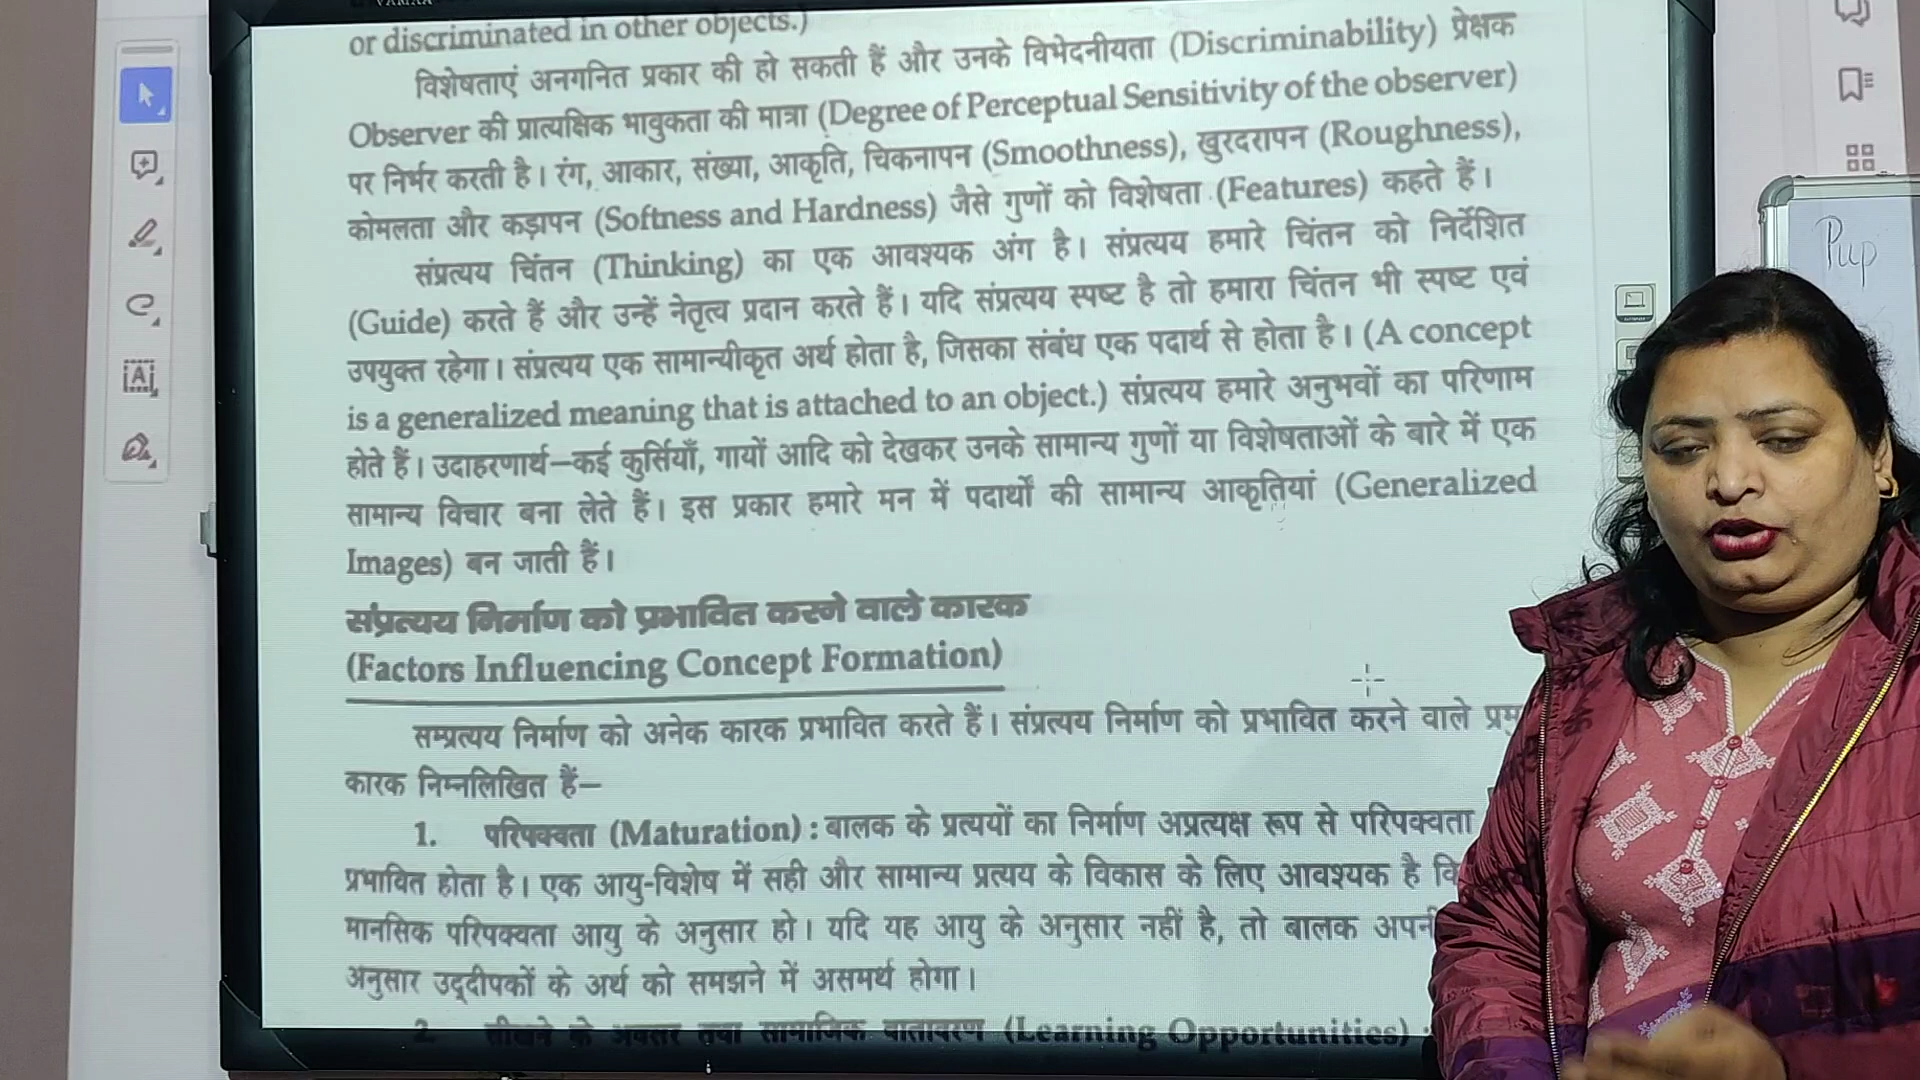 or discriminated in other objects.)
विशेषताएं अनगनित प्रकार की हो सकती हैं और उनके विभेदनीयता (Discriminability) प्रेक्षक
Observer की प्रात्यक्षिक भावुकता की मात्रा (Degree of Perceptual Sensitivity of the observer)
पर निर्भर करती है। रंग, आकार, संख्या, आकृति, चिकनापन (Smoothness), खुरदरापन (Roughness),
कोमलता और कड़ापन (Softness and Hardness) जैसे गुणों को विशेषता (Features) कहते हैं।
संप्रत्यय चिंतन (Thinking) का एक आवश्यक अंग है। संप्रत्यय हमारे चिंतन को निर्देशित
(Guide) करते हैं और उन्हें नेतृत्व प्रदान करते हैं। यदि संप्रत्यय स्पष्ट है तो हमारा चिंतन भी स्पष्ट एवं
उपयुक्त रहेगा। संप्रत्यय एक सामान्यीकृत अर्थ होता है, जिसका संबंध एक पदार्थ से होता है। (A concept
is a generalized meaning that is attached to an object.) संप्रत्यय हमारे अनुभवों का परिणाम
होते हैं। उदाहरणार्थ—कई कुर्सियाँ, गायों आदि को देखकर उनके सामान्य गुणों या विशेषताओं के बारे में एक
सामान्य विचार बना लेते हैं। इस प्रकार हमारे मन में पदार्थों की सामान्य आकृतियां (Generalized
Images) बन जाती हैं।
संप्रत्यय निर्माण को प्रभावित करने वाले कारक
(Factors Influencing Concept Formation)
सम्प्रत्यय निर्माण को अनेक कारक प्रभावित करते हैं। संप्रत्यय निर्माण को प्रभावित करने वाले
कारक निम्नलिखित हैं—
1. परिपक्वता (Maturation) : बालक के प्रत्ययों का निर्माण अप्रत्यक्ष रूप से परिपक्वता
प्रभावित होता है। एक आयु-विशेष में सही और सामान्य प्रत्यय के विकास के लिए आवश्यक है
मानसिक परिपक्वता आयु के अनुसार हो। यदि यह आयु के अनुसार नहीं है, तो बालक
अनुसार उद्दीपकों के अर्थ को समझने में असमर्थ होगा।
2. सीखने के अवसर तथा सामाजिक वातावरण (Learning Opportunities) :
Pup